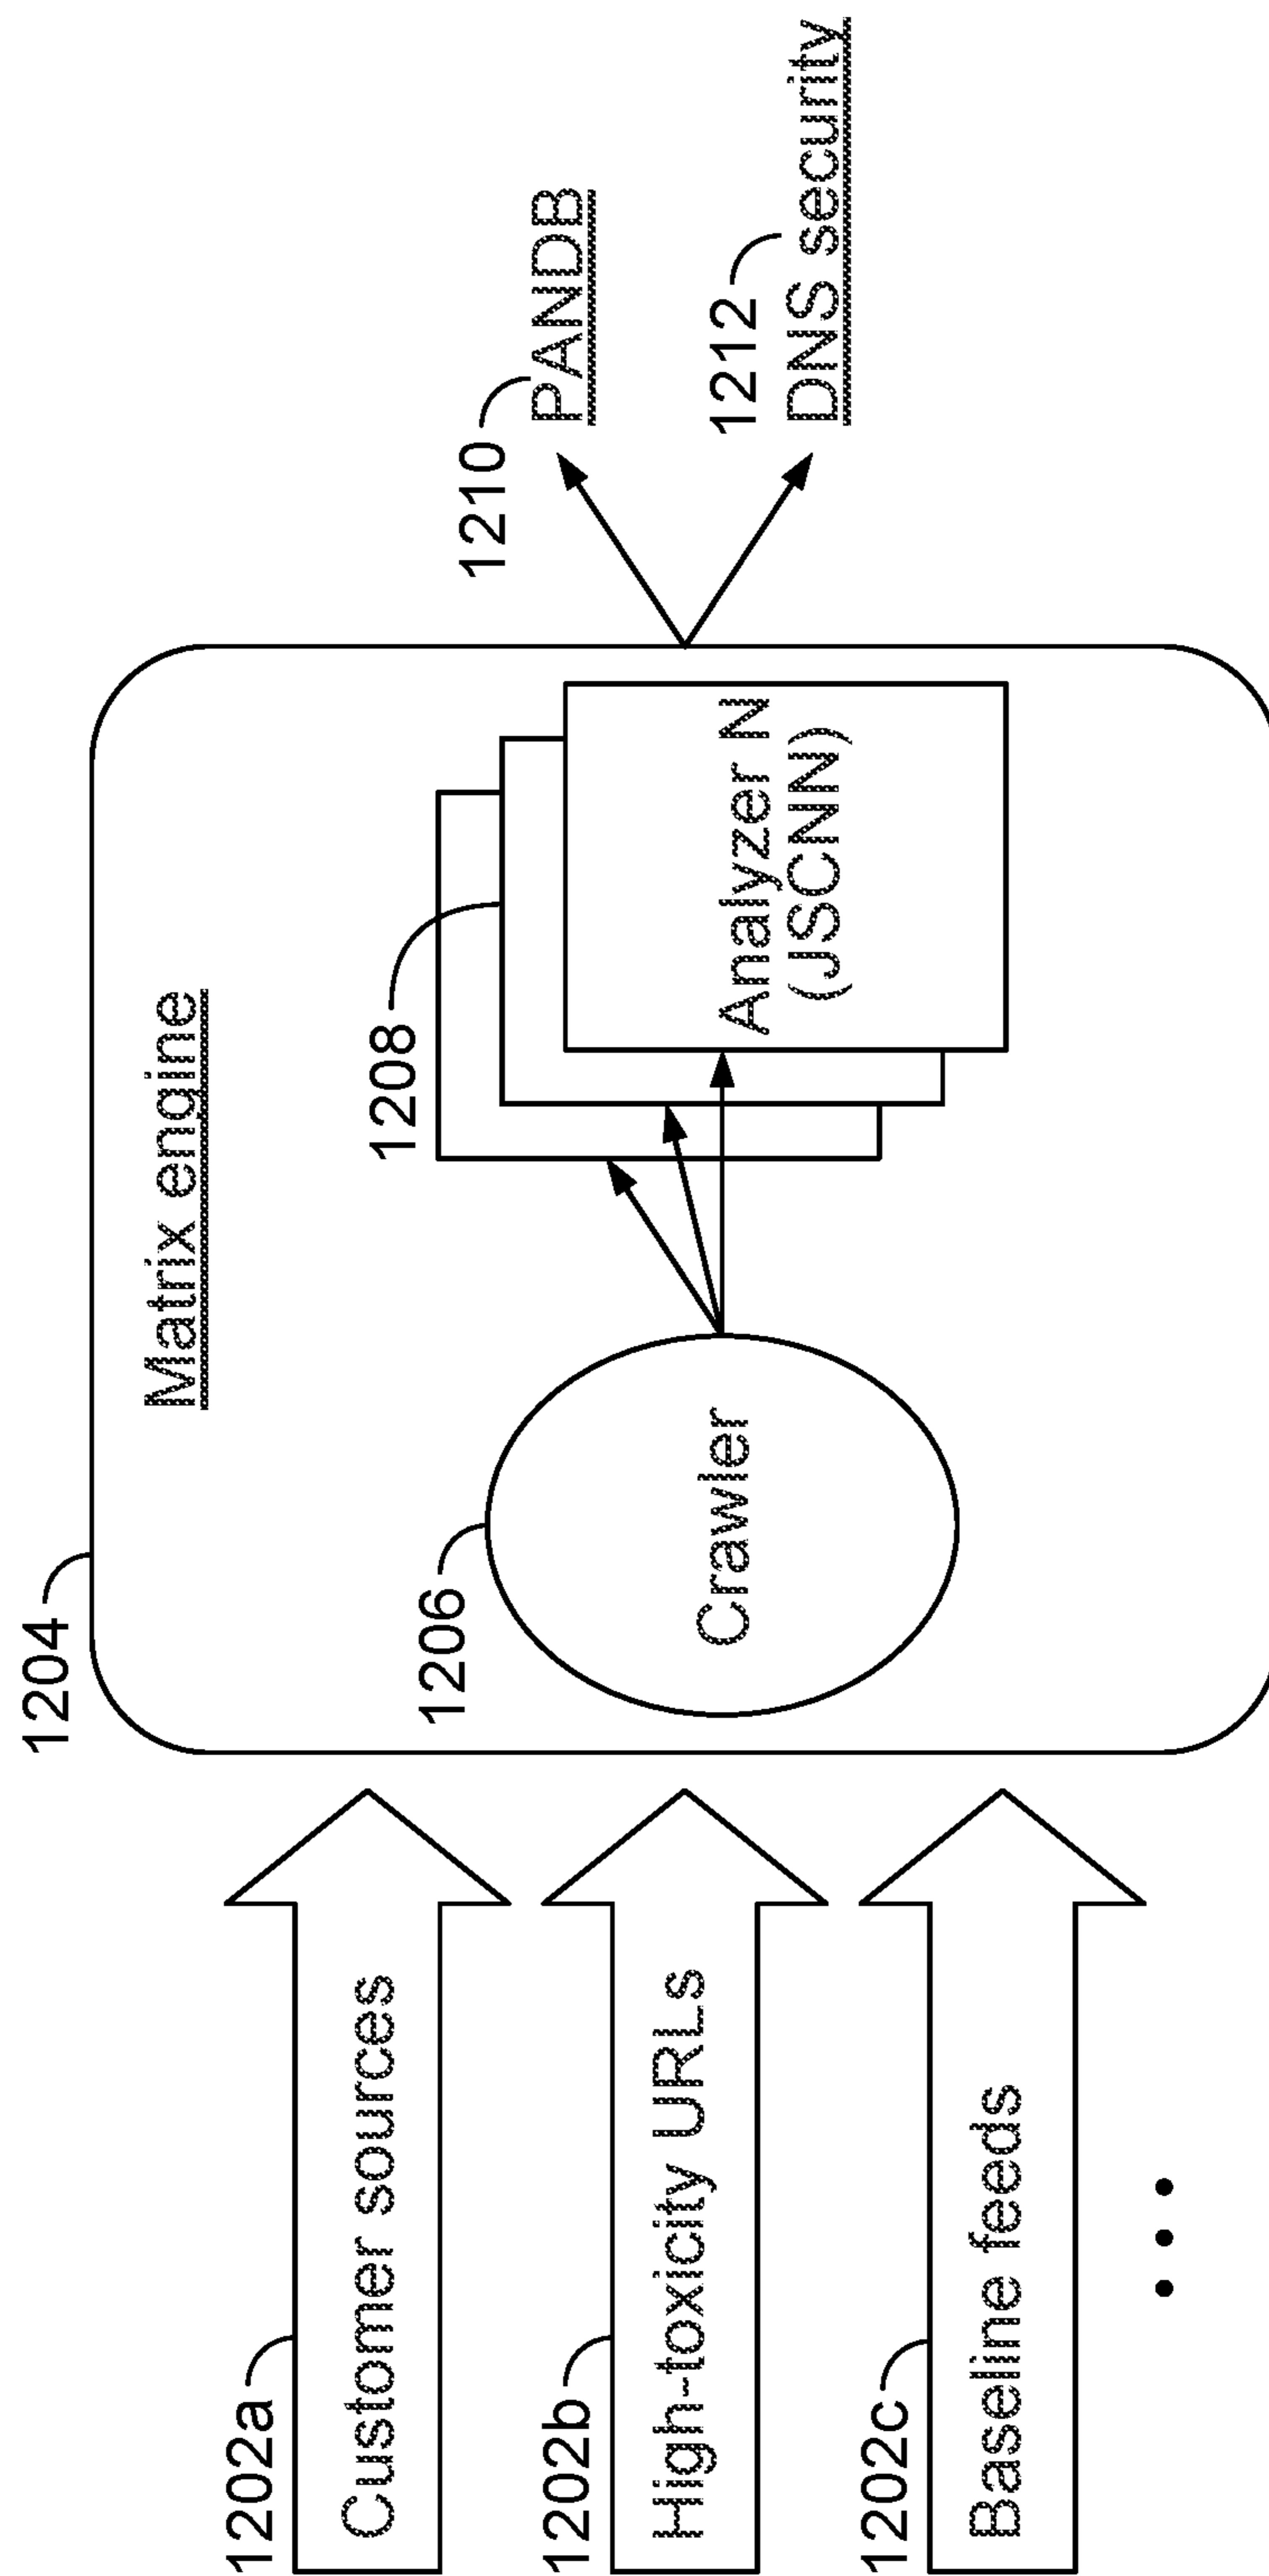 1202a
Customer sources
1202b
High-toxicity URLs
1202c
Baseline feeds
...
1204
Matrix engine
1206
Crawler
1208
Analyzer N
(JSCNN)
1210
PANDB
1212
DNS security